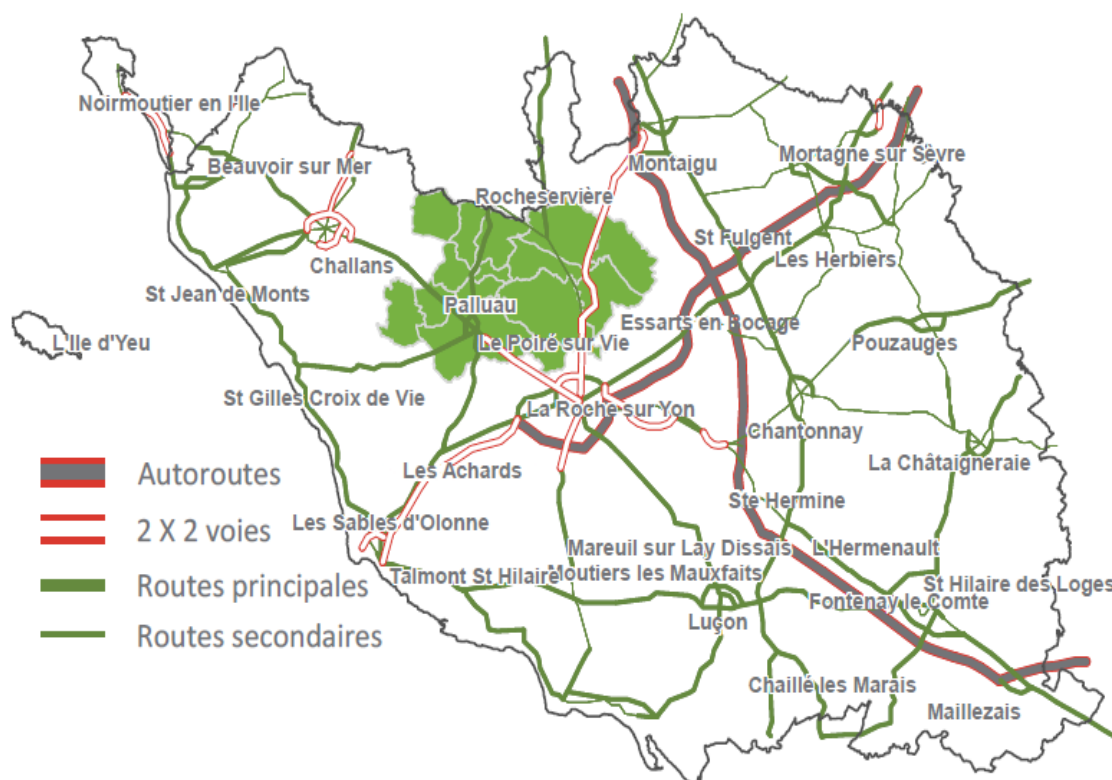 Noirmoutier en l'Ile
Beauvoir sur Mer
Rocheservière
Montaigu
Mortagne sur Sèvre
St Fulgent
Les Herbiers
Challans
St Jean de Monts
Palluau
Essarts en Bocage
L'Ile d'Yeu
Le Poiré sur Vie
Pouzauges
St Gilles Croix de Vie
La Roche sur Yon
Chantonnay
La Châtaigneraie
Les Achards
Autoroutes
Ste Hermine
2 X 2 voies
Les Sables d'Olonne
Mareuil sur Lay Dissais
L'Hermenault
Talmont St Hilaire
Moutiers les Mauxfaits
St Hilaire des Loges
Routes principales
Fontenay le Comte
Luçon
Routes secondaires
Chaillé les Marais
Maillezais